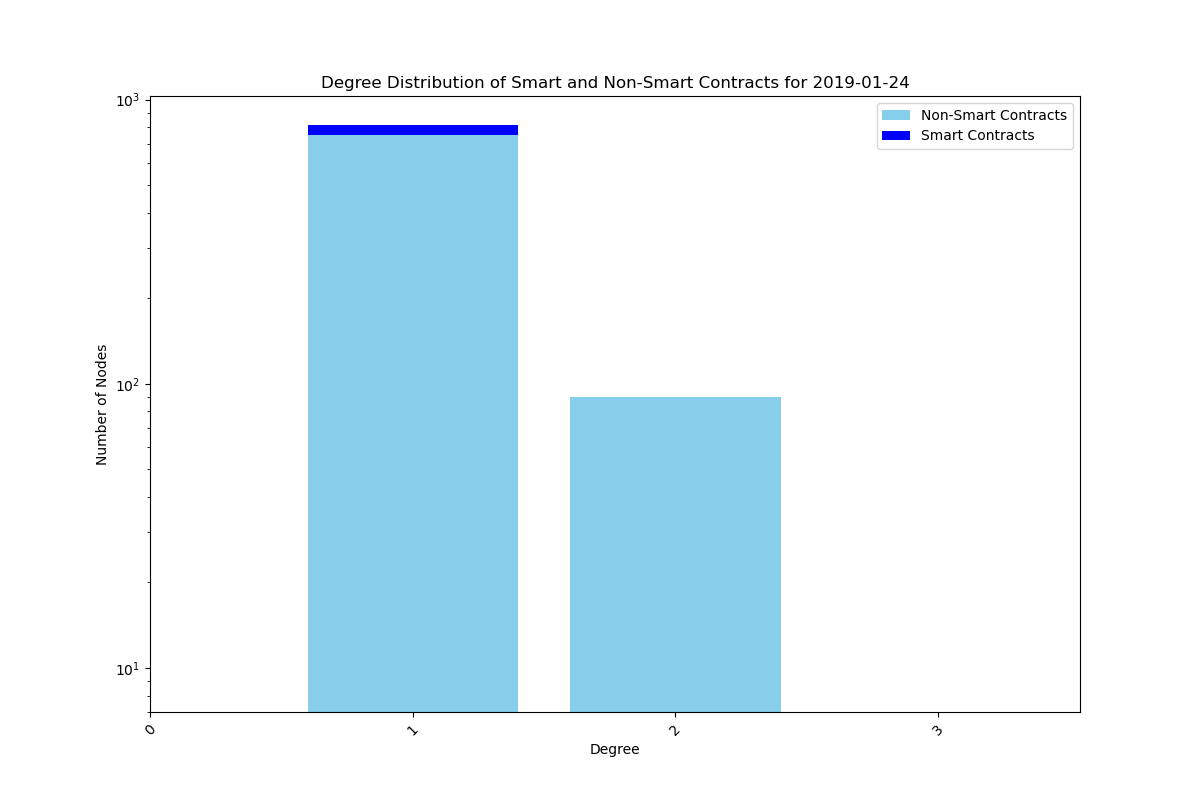 Degree Distribution of Smart and Non-Smart Contracts for 2019-01-24
Non-Smart Contracts
Smart Contracts
Number of Nodes
10³
10²
10¹
0
1
2
3
Degree